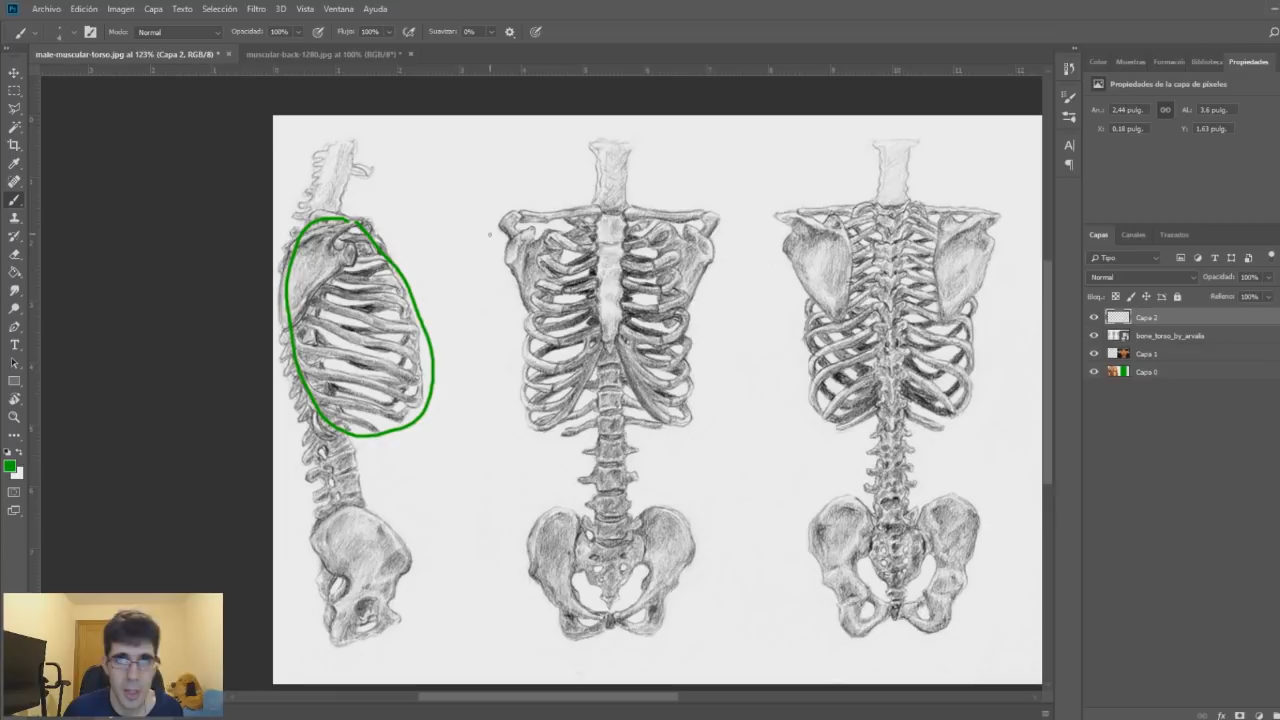 Archivo Edición Imagen Capa Texto Selección Filtro 3D Vista Ventana Ayuda
Modo: Normal Opacidad: 100% Flujo: 100% Suavizar: 0%
male-muscular-torso.jpg al 123% (Capa 2, RGB/8) * × muscular-back-1280.jpg al 100% (RGB/8*) * ×
Color Muestras Formació Biblioteca Propiedades
Propiedades de la capa de píxeles
An.: 2,44 pulg. Al.: 3,6 pulg.
X: 0,18 pulg. Y: 1,63 pulg.
Capas Canales Trazados
Tipo
Normal Opacidad: 100%
Bloq.: Relleno: 100%
Capa 2
bone_torso_by_arvalis
Capa 1
Capa 0